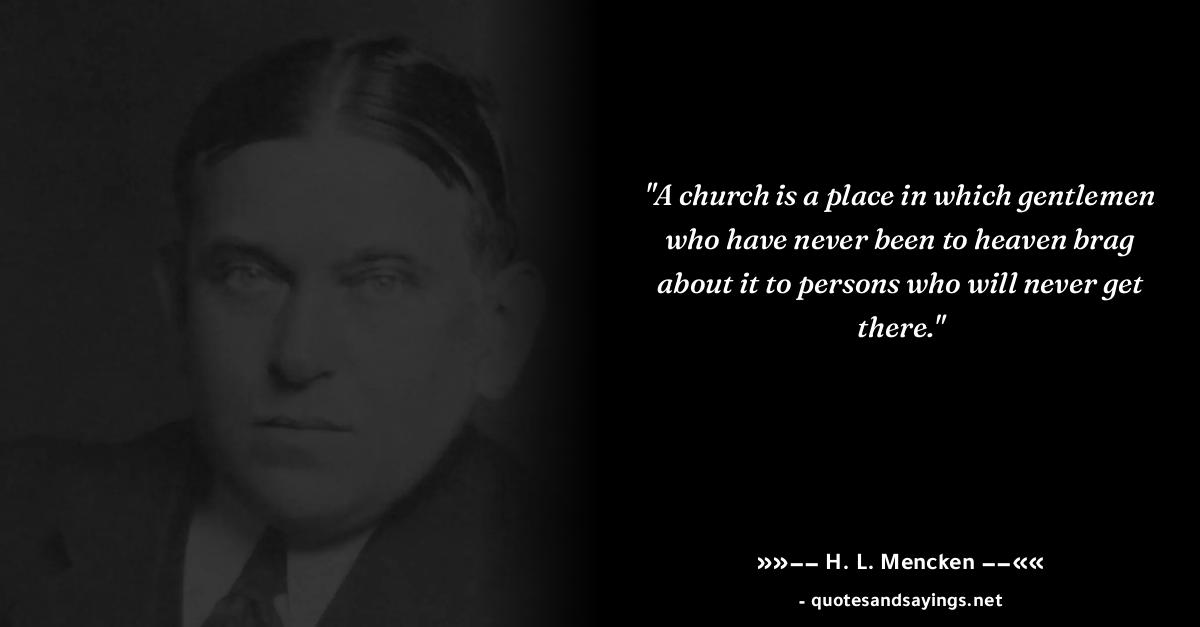 "A church is a place in which gentlemen
who have never been to heaven brag
about it to persons who will never get
there."
»»−− H. L. Mencken −−««
- quotesandsayings.net